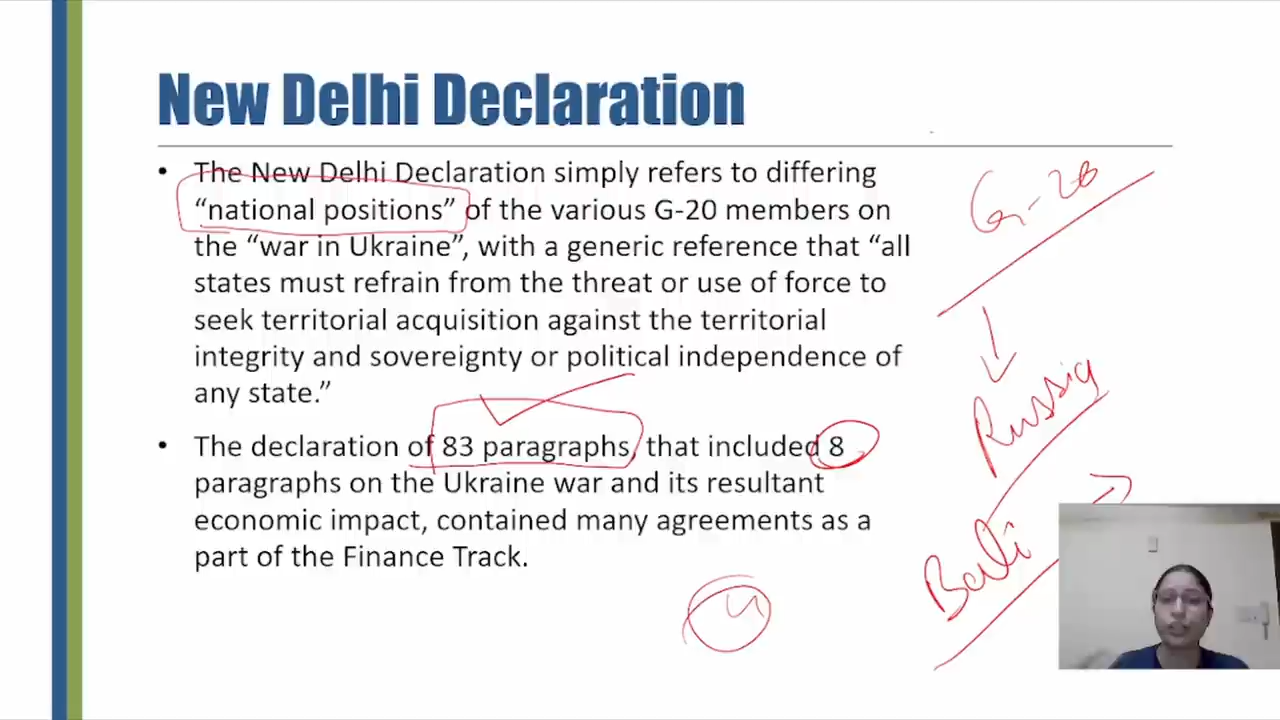 New Delhi Declaration
• The New Delhi Declaration simply refers to differing
“national positions” of the various G-20 members on
the “war in Ukraine”, with a generic reference that “all
states must refrain from the threat or use of force to
seek territorial acquisition against the territorial
integrity and sovereignty or political independence of
any state.”
• The declaration of 83 paragraphs, that included 8
paragraphs on the Ukraine war and its resultant
economic impact, contained many agreements as a
part of the Finance Track.
G-20
Russia
Bali